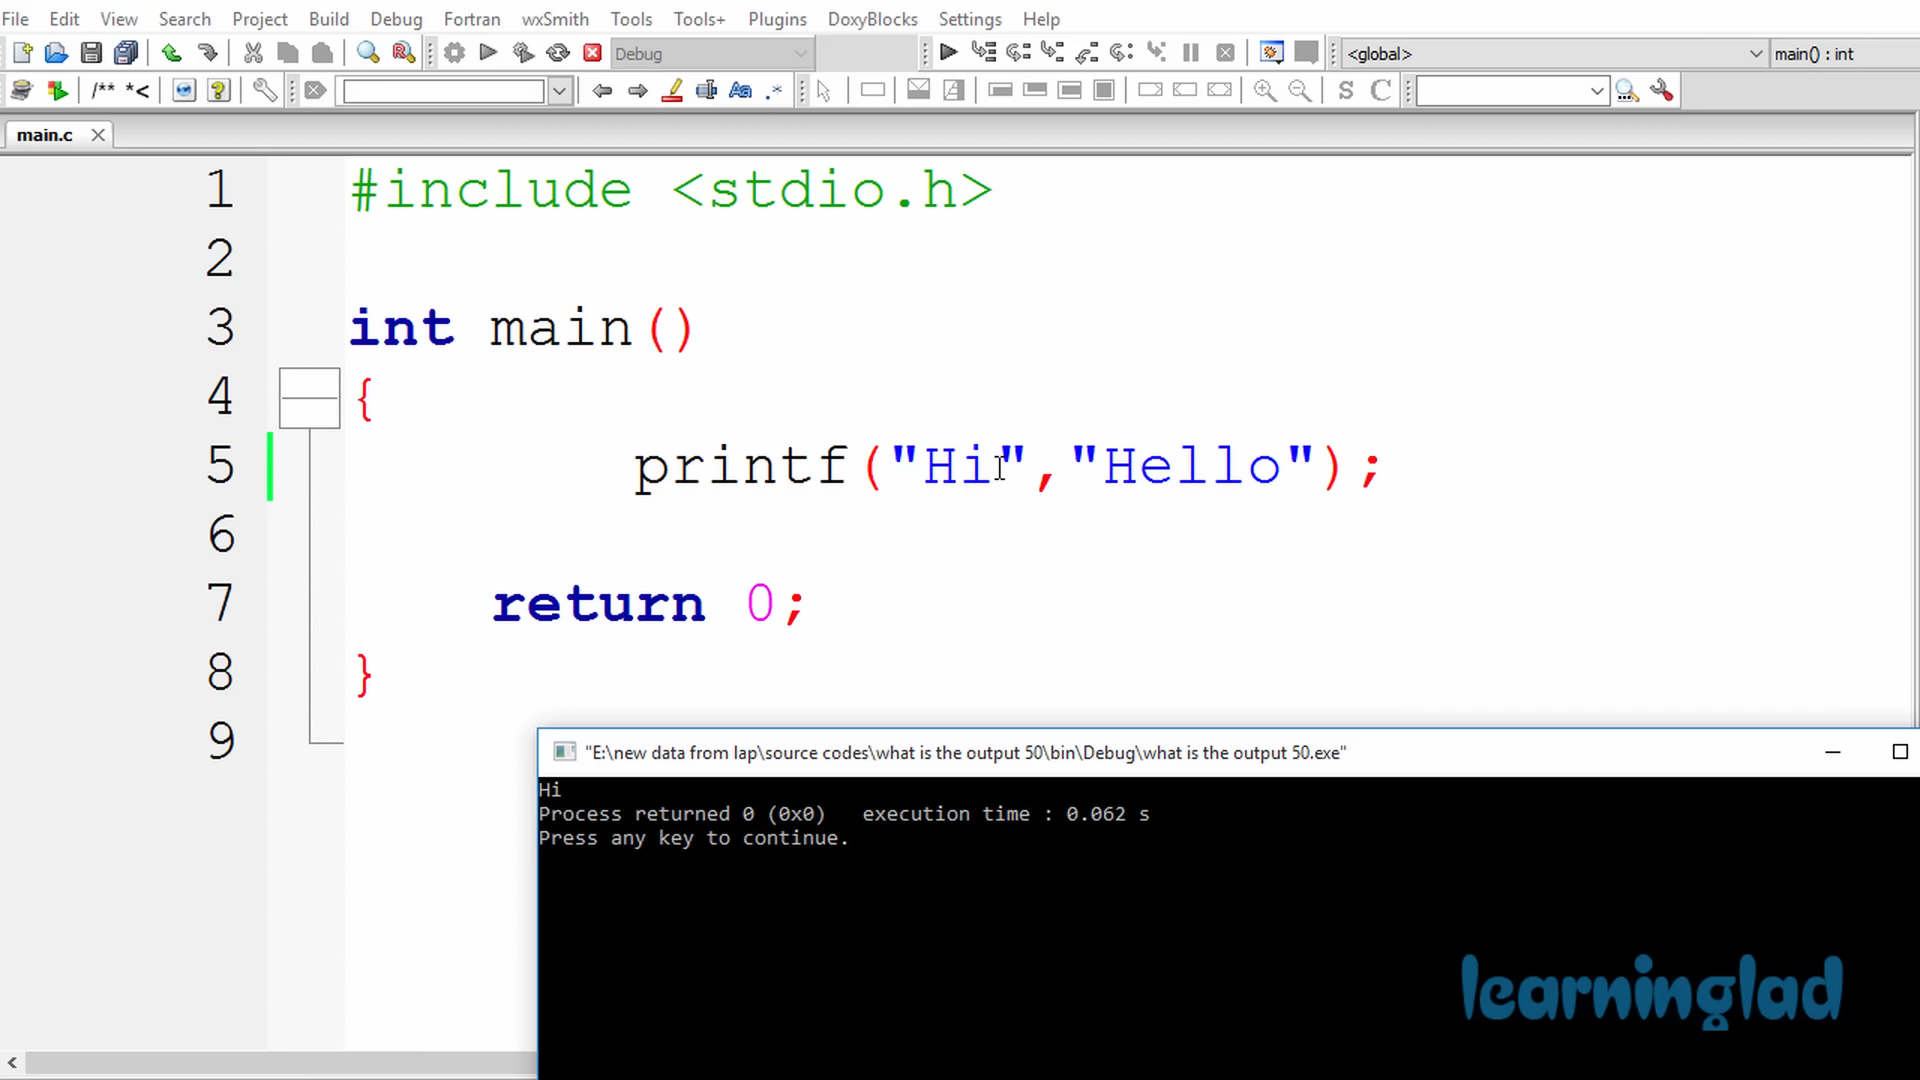 File Edit View Search Project Build Debug Fortran wxSmith Tools Tools+ Plugins DoxyBlocks Settings Help
Debug <global> main() : int
/** *<
main.c
1 #include <stdio.h>
2
3 int main()
4 {
5 printf("Hi","Hello");
6
7 return 0;
8 }
9
"E:\new data from lap\source codes\what is the output 50\bin\Debug\what is the output 50.exe"
Hi
Process returned 0 (0x0)   execution time : 0.062 s
Press any key to continue.
learninglad